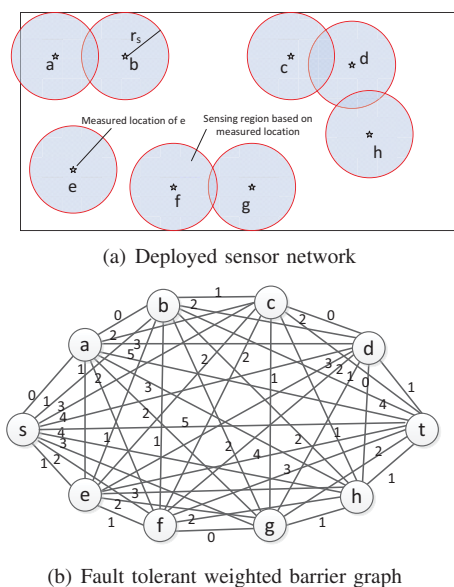 r_s
a
b
c
d
h
Measured location of e
Sensing region based on
measured location
e
f
g
(a) Deployed sensor network
1
b
c
0
2
2
0
a
2
3
5
d
1
2
2
2
3
2
1
0
1
0
1
3
3
1
4
4
2
5
s
t
4
3
1
2
1
2
4
2
1
3
2
1
2
e
3
2
h
1
1
f
2
g
1
0
(b) Fault tolerant weighted barrier graph